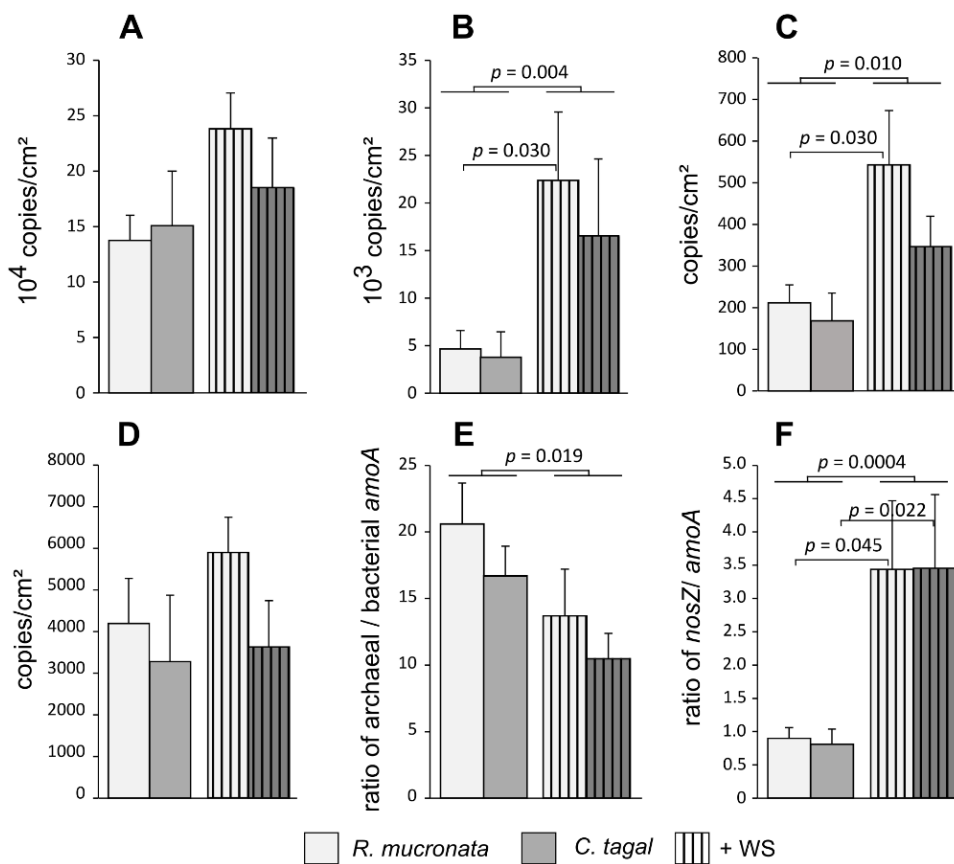 A
30
25
20
15
10
5
0
10⁴ copies/cm²
B
p = 0.004
p = 0.030
35
30
25
20
15
10
5
0
10³ copies/cm²
C
p = 0.010
p = 0.030
800
700
600
500
400
300
200
100
0
copies/cm²
D
8000
7000
6000
5000
4000
3000
2000
1000
0
copies/cm²
E
p = 0.019
25
20
15
10
5
0
ratio of archaeal / bacterial amoA
F
p = 0.0004
p = 0.022
p = 0.045
5.0
4.5
4.0
3.5
3.0
2.5
2.0
1.5
1.0
0.5
0
ratio of nosZ/ amoA
R. mucronata C. tagal + WS